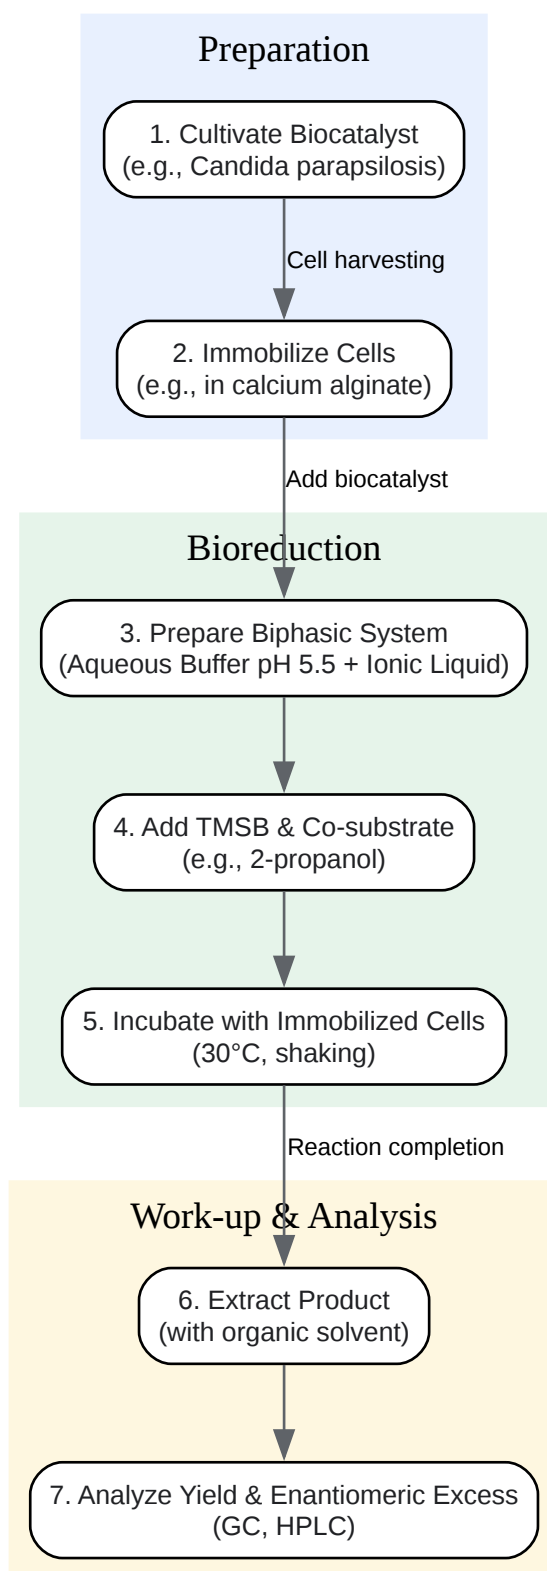 Preparation
1. Cultivate Biocatalyst
(e.g., Candida parapsilosis)
Cell harvesting
2. Immobilize Cells
(e.g., in calcium alginate)
Add biocatalyst
Bioreduction
3. Prepare Biphasic System
(Aqueous Buffer pH 5.5 + Ionic Liquid)
4. Add TMSB & Co-substrate
(e.g., 2-propanol)
5. Incubate with Immobilized Cells
(30°C, shaking)
Reaction completion
Work-up & Analysis
6. Extract Product
(with organic solvent)
7. Analyze Yield & Enantiomeric Excess
(GC, HPLC)